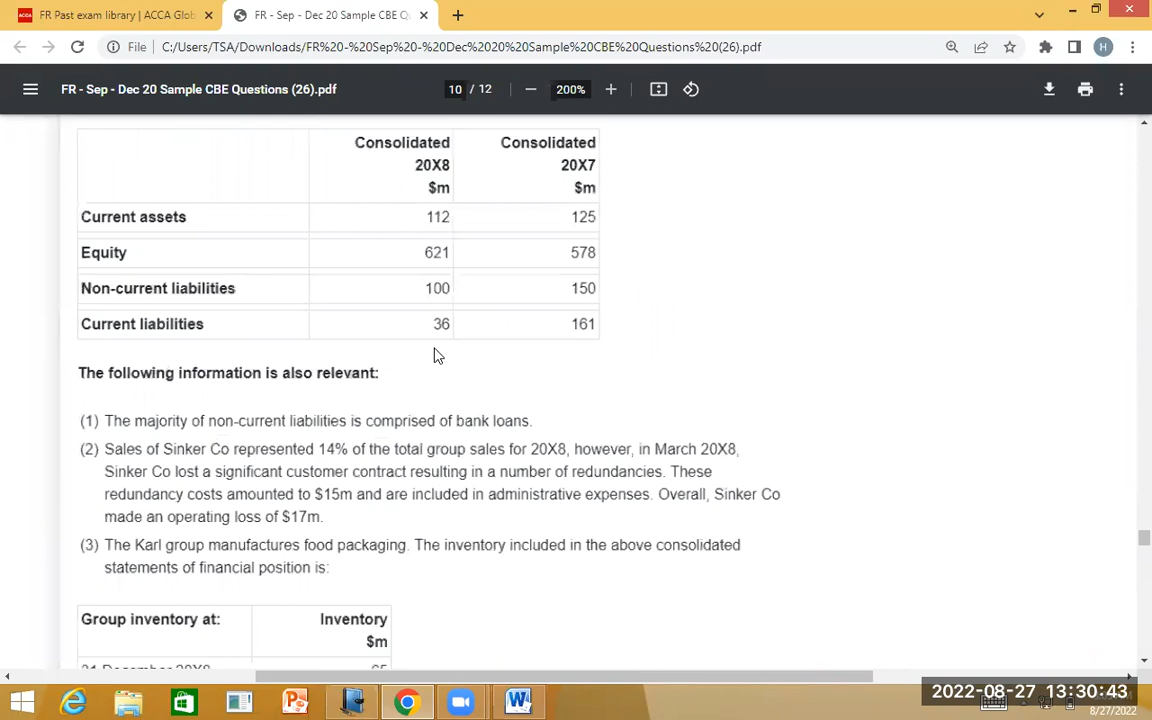 FR Past exam library | ACCA Glob
FR - Sep - Dec 20 Sample CBE Q
File C:/Users/TSA/Downloads/FR%20-%20Sep%20-%20Dec%2020%20Sample%20CBE%20Questions%20(26).pdf
H
FR - Sep - Dec 20 Sample CBE Questions (26).pdf 10 / 12 200%
Consolidated 20X8 $m Consolidated 20X7 $m
Current assets 112 125
Equity 621 578
Non-current liabilities 100 150
Current liabilities 36 161
The following information is also relevant:
(1) The majority of non-current liabilities is comprised of bank loans.
(2) Sales of Sinker Co represented 14% of the total group sales for 20X8, however, in March 20X8,
Sinker Co lost a significant customer contract resulting in a number of redundancies. These
redundancy costs amounted to $15m and are included in administrative expenses. Overall, Sinker Co
made an operating loss of $17m.
(3) The Karl group manufactures food packaging. The inventory included in the above consolidated
statements of financial position is:
Group inventory at: Inventory
$m
31 December 20X8 65
2022-08-27 13:30:43
8/27/2022